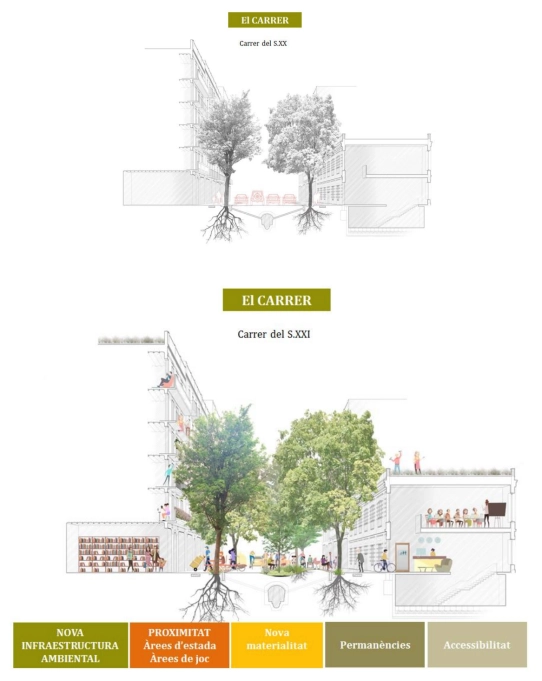 El CARRER
Carrer del S.XX
El CARRER
Carrer del S.XXI
NOVA
INFRAESTRUCTURA
AMBIENTAL
PROXIMITAT
Àrees d'estada
Àrees de joc
Nova
materialitat
Permanències
Accessibilitat